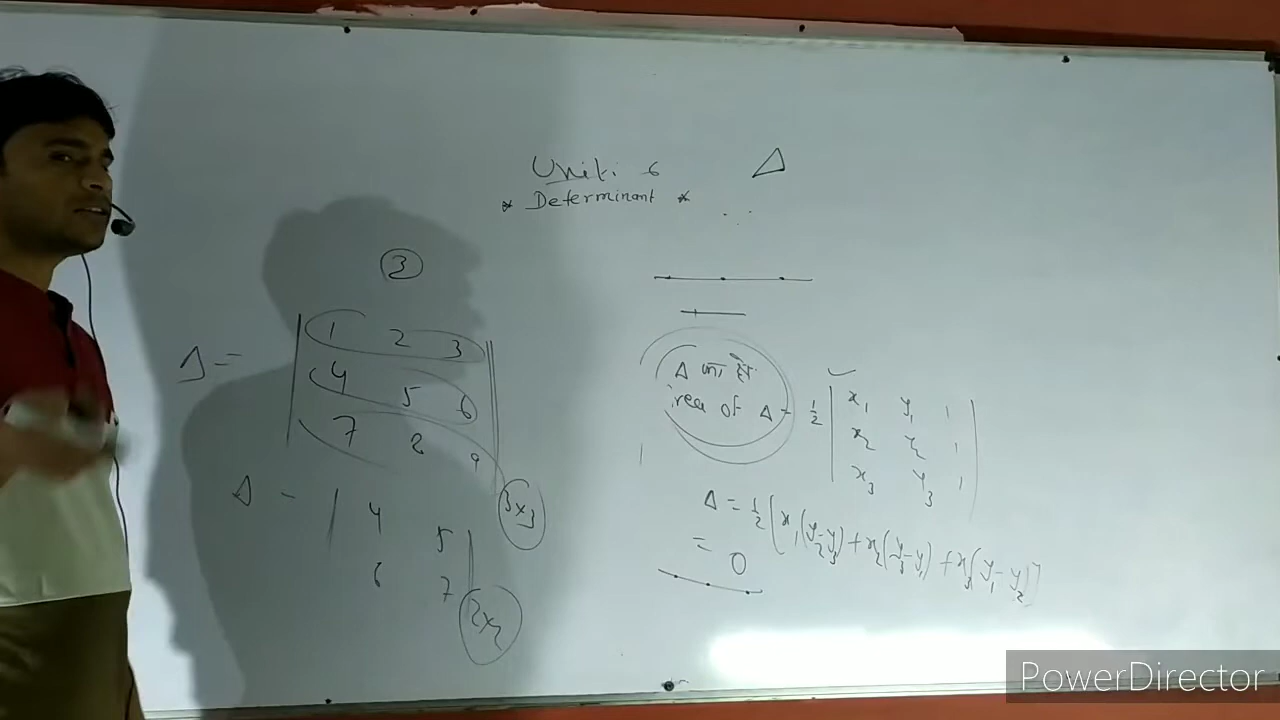 Unit: 6
Δ
* Determinant *
3
Δ =
1 2 3
4 5 6
7 8 9
3x3
Δ =
4 5
6 7
2x2
area of Δ = 1/2 | x₁ y₁ 1
x₂ y₂ 1
x₃ y₃ 1 |
Δ = 1/2 [x₁(y₂-y₃) + x₂(y₃-y₁) + x₃(y₁-y₂)]
= 0
PowerDirector